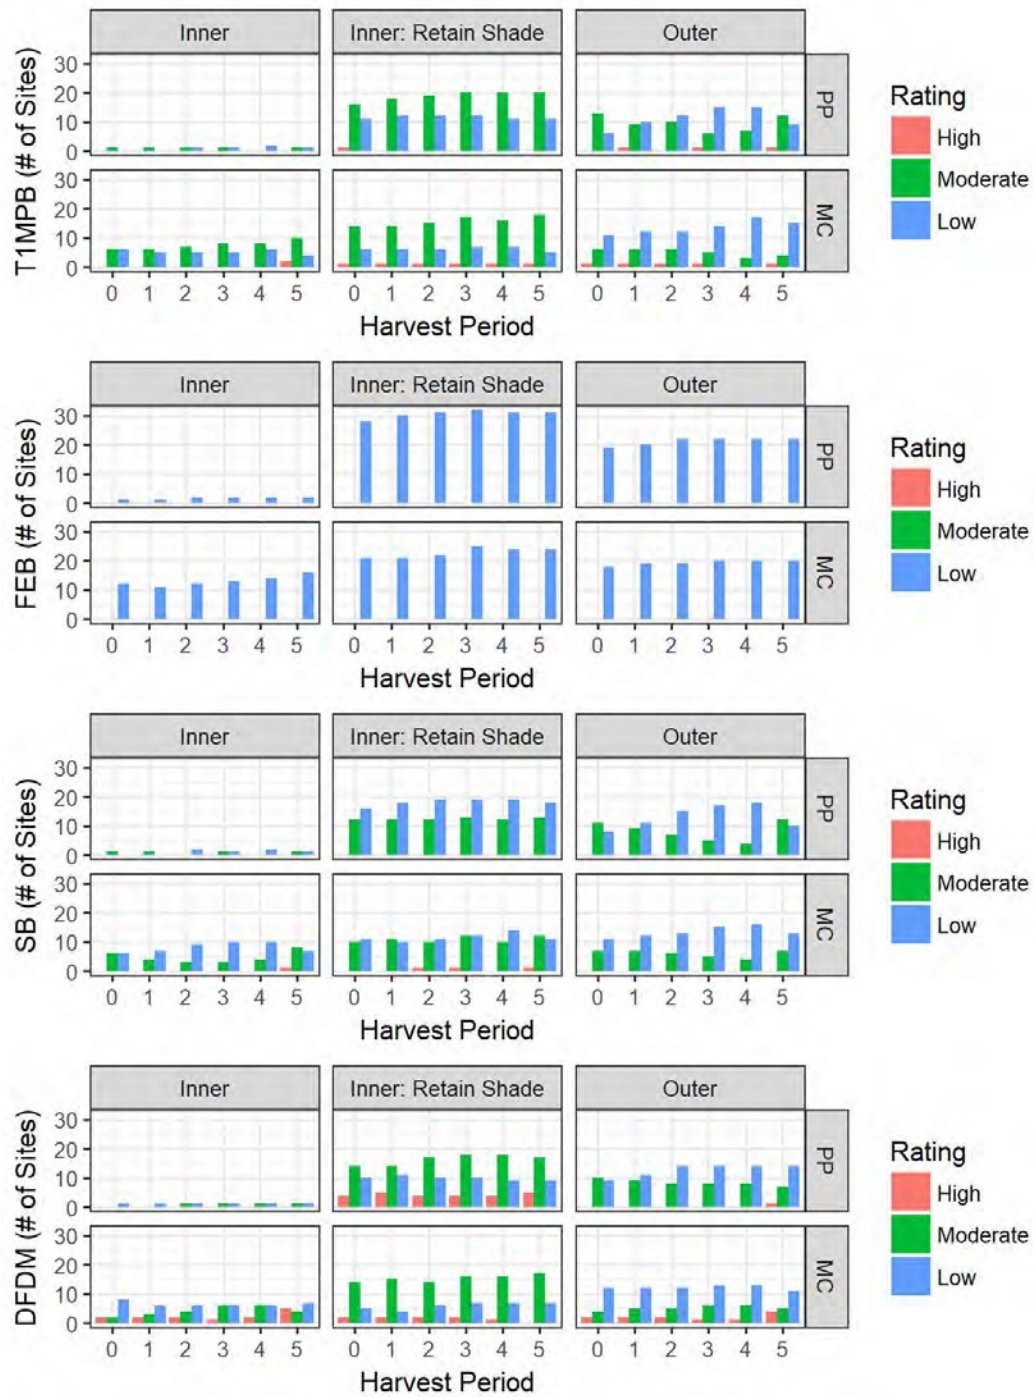 Inner Inner: Retain Shade Outer
T1MPB (# of Sites)
30
20
10
0
PP
30
20
10
0
MC
0 1 2 3 4 5 0 1 2 3 4 5 0 1 2 3 4 5
Harvest Period
Rating
High
Moderate
Low
Inner Inner: Retain Shade Outer
FEB (# of Sites)
30
20
10
0
PP
30
20
10
0
MC
0 1 2 3 4 5 0 1 2 3 4 5 0 1 2 3 4 5
Harvest Period
Rating
High
Moderate
Low
Inner Inner: Retain Shade Outer
SB (# of Sites)
30
20
10
0
PP
30
20
10
0
MC
0 1 2 3 4 5 0 1 2 3 4 5 0 1 2 3 4 5
Harvest Period
Rating
High
Moderate
Low
Inner Inner: Retain Shade Outer
DFDM (# of Sites)
30
20
10
0
PP
30
20
10
0
MC
0 1 2 3 4 5 0 1 2 3 4 5 0 1 2 3 4 5
Harvest Period
Rating
High
Moderate
Low